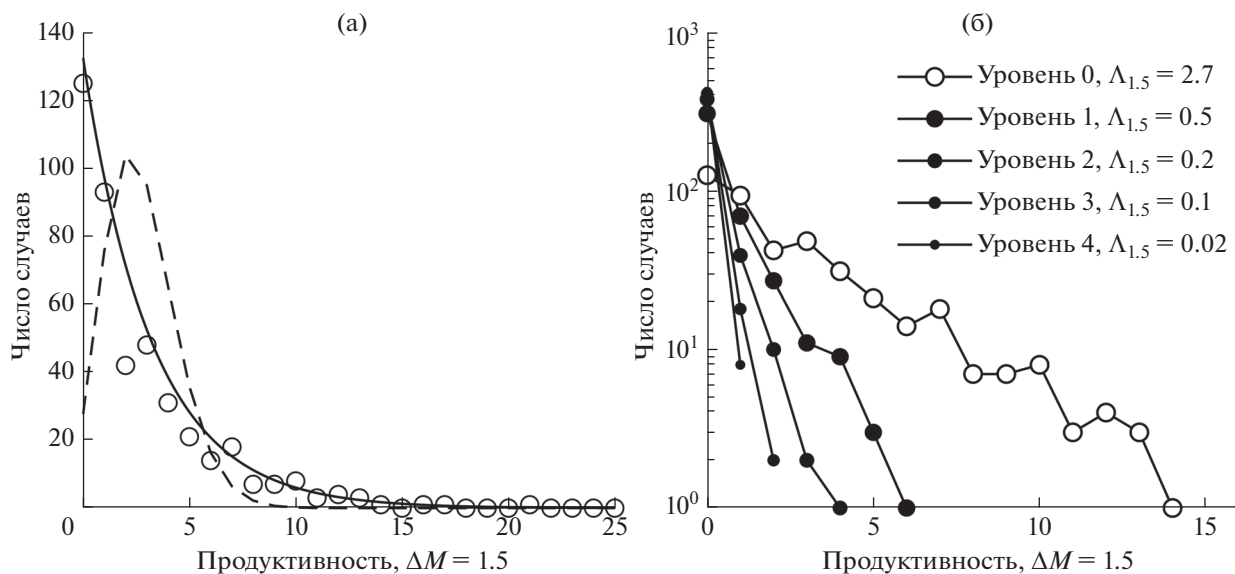 (а)
140
120
100
80
60
40
20
0
5
10
15
20
25
Число случаев
Продуктивность, ΔM = 1.5
(б)
10³
10²
10¹
10⁰
0
5
10
15
Число случаев
Продуктивность, ΔM = 1.5
Уровень 0, Λ₁.₅ = 2.7
Уровень 1, Λ₁.₅ = 0.5
Уровень 2, Λ₁.₅ = 0.2
Уровень 3, Λ₁.₅ = 0.1
Уровень 4, Λ₁.₅ = 0.02